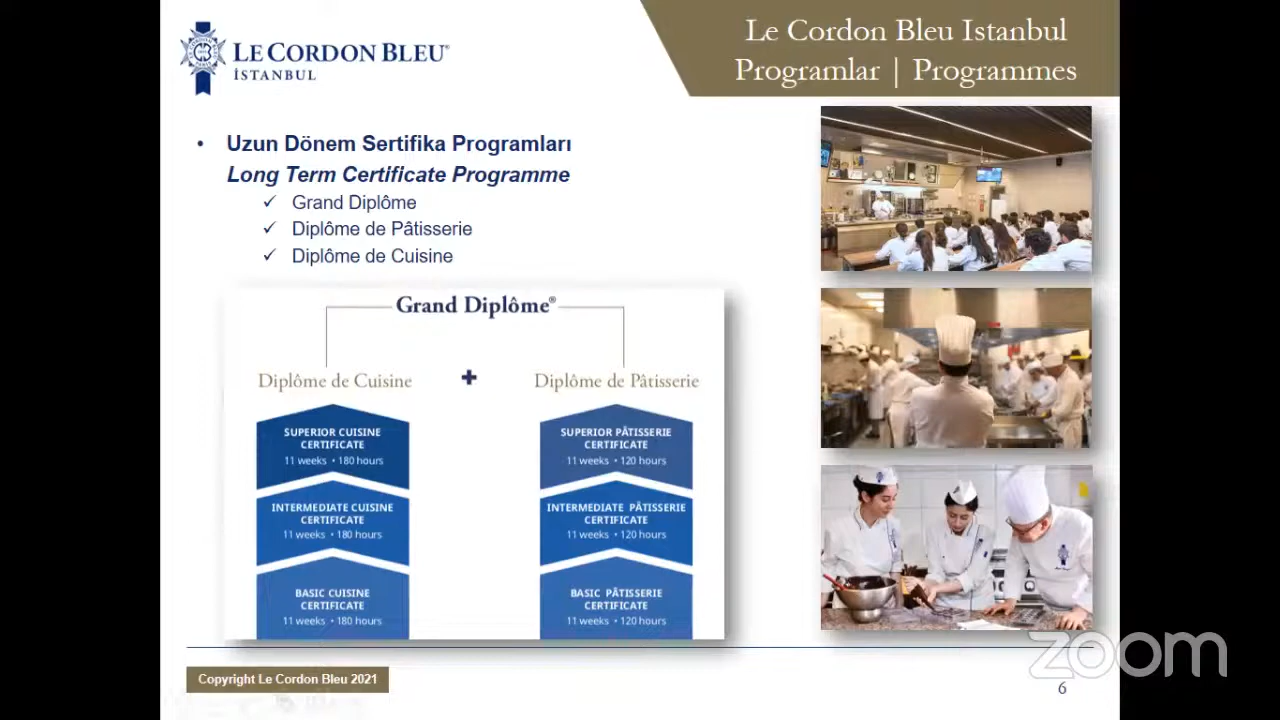 LE CORDON BLEU®
İSTANBUL
Le Cordon Bleu Istanbul
Programlar | Programmes
• Uzun Dönem Sertifika Programları
Long Term Certificate Programme
✓ Grand Diplôme
✓ Diplôme de Pâtisserie
✓ Diplôme de Cuisine
Grand Diplôme®
Diplôme de Cuisine
+
Diplôme de Pâtisserie
SUPERIOR CUISINE
CERTIFICATE
11 weeks • 180 hours
INTERMEDIATE CUISINE
CERTIFICATE
11 weeks • 180 hours
BASIC CUISINE
CERTIFICATE
11 weeks • 180 hours
SUPERIOR PÂTISSERIE
CERTIFICATE
11 weeks • 120 hours
INTERMEDIATE PÂTISSERIE
CERTIFICATE
11 weeks • 120 hours
BASIC PÂTISSERIE
CERTIFICATE
11 weeks • 120 hours
Copyright Le Cordon Bleu 2021
zoom
6